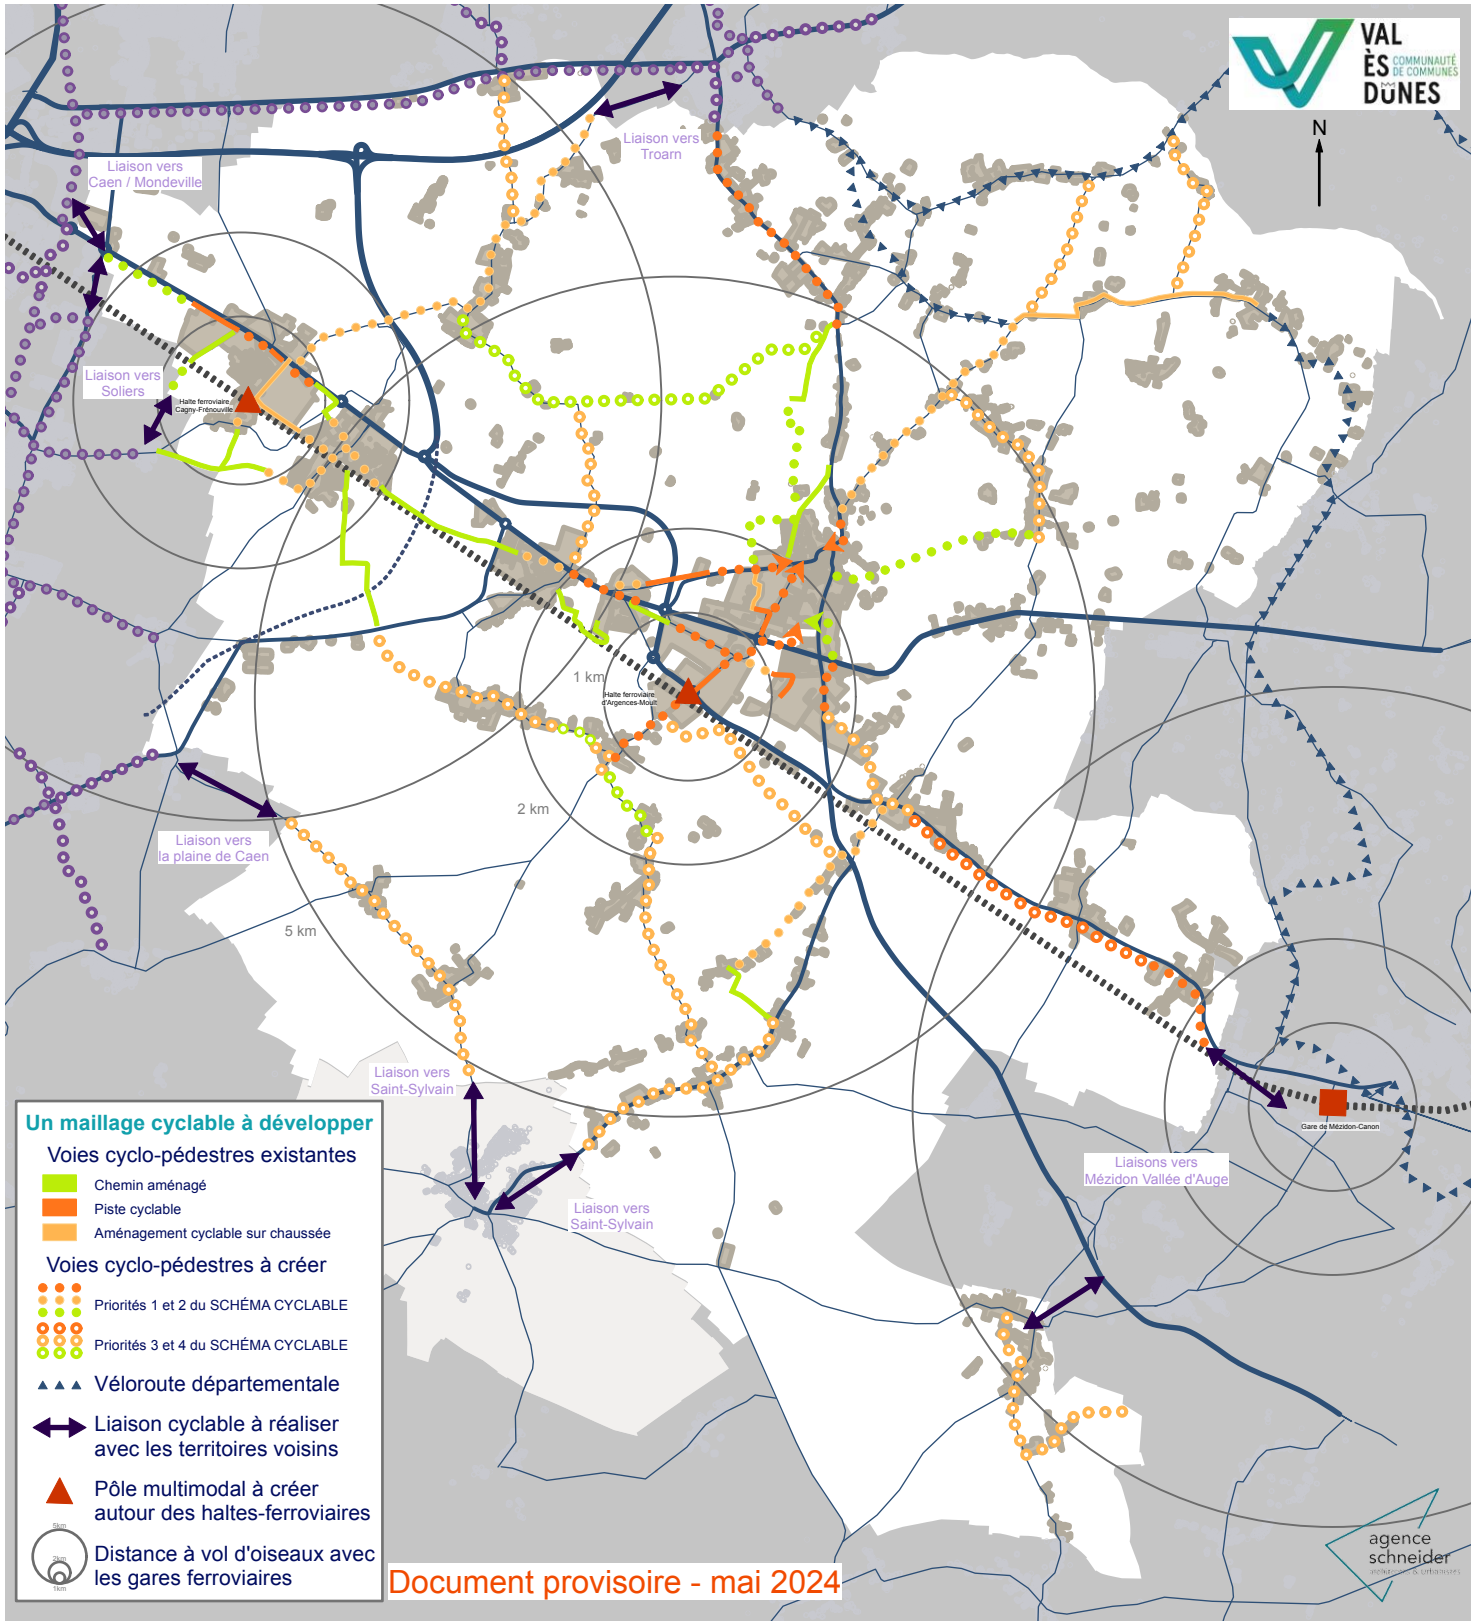 VAL
ÈS COMMUNAUTÉ
DE COMMUNES
DUNES
N
Liaison vers
Troarn
Liaison vers
Caen / Mondeville
Liaison vers
Soliers
Halte ferroviaire
Cagny-Frénouville
1 km
Halte ferroviaire
d'Argences-Moult
2 km
Liaison vers
la plaine de Caen
5 km
Liaison vers
Saint-Sylvain
Liaison vers
Saint-Sylvain
Gare de Mézidon-Canon
Liaisons vers
Mézidon Vallée d'Auge
Un maillage cyclable à développer
Voies cyclo-pédestres existantes
Chemin aménagé
Piste cyclable
Aménagement cyclable sur chaussée
Voies cyclo-pédestres à créer
Priorités 1 et 2 du SCHÉMA CYCLABLE
Priorités 3 et 4 du SCHÉMA CYCLABLE
Véloroute départementale
Liaison cyclable à réaliser
avec les territoires voisins
Pôle multimodal à créer
autour des haltes-ferroviaires
5km
2km
1km
Distance à vol d'oiseaux avec
les gares ferroviaires
Document provisoire - mai 2024
agence
schneider
architectes & urbanistes